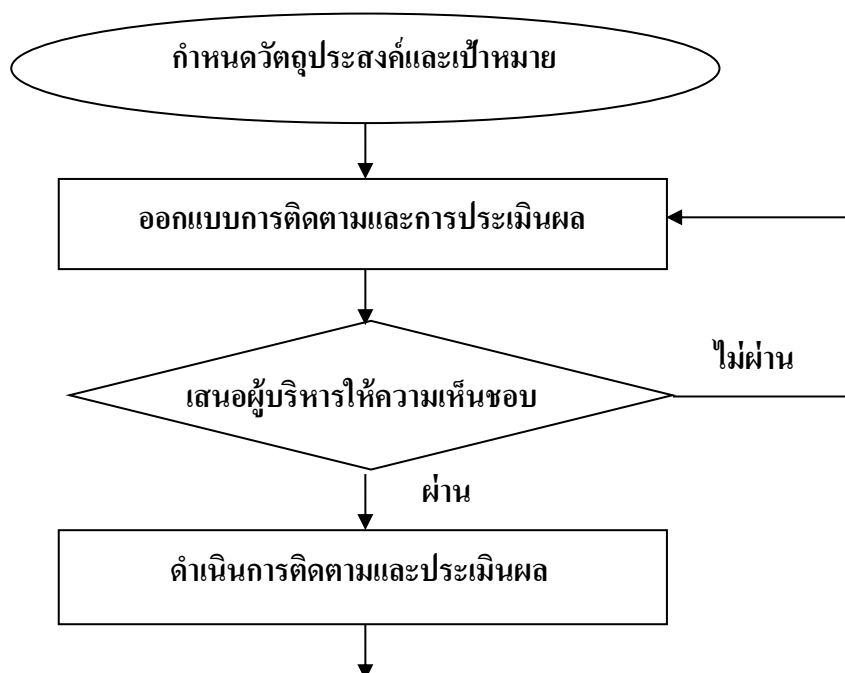 กำหนดวัตถุประสงค์และเป้าหมาย
ออกแบบการติดตามและการประเมินผล
ไม่ผ่าน
เสนอผู้บริหารให้ความเห็นชอบ
ผ่าน
ดำเนินการติดตามและประเมินผล